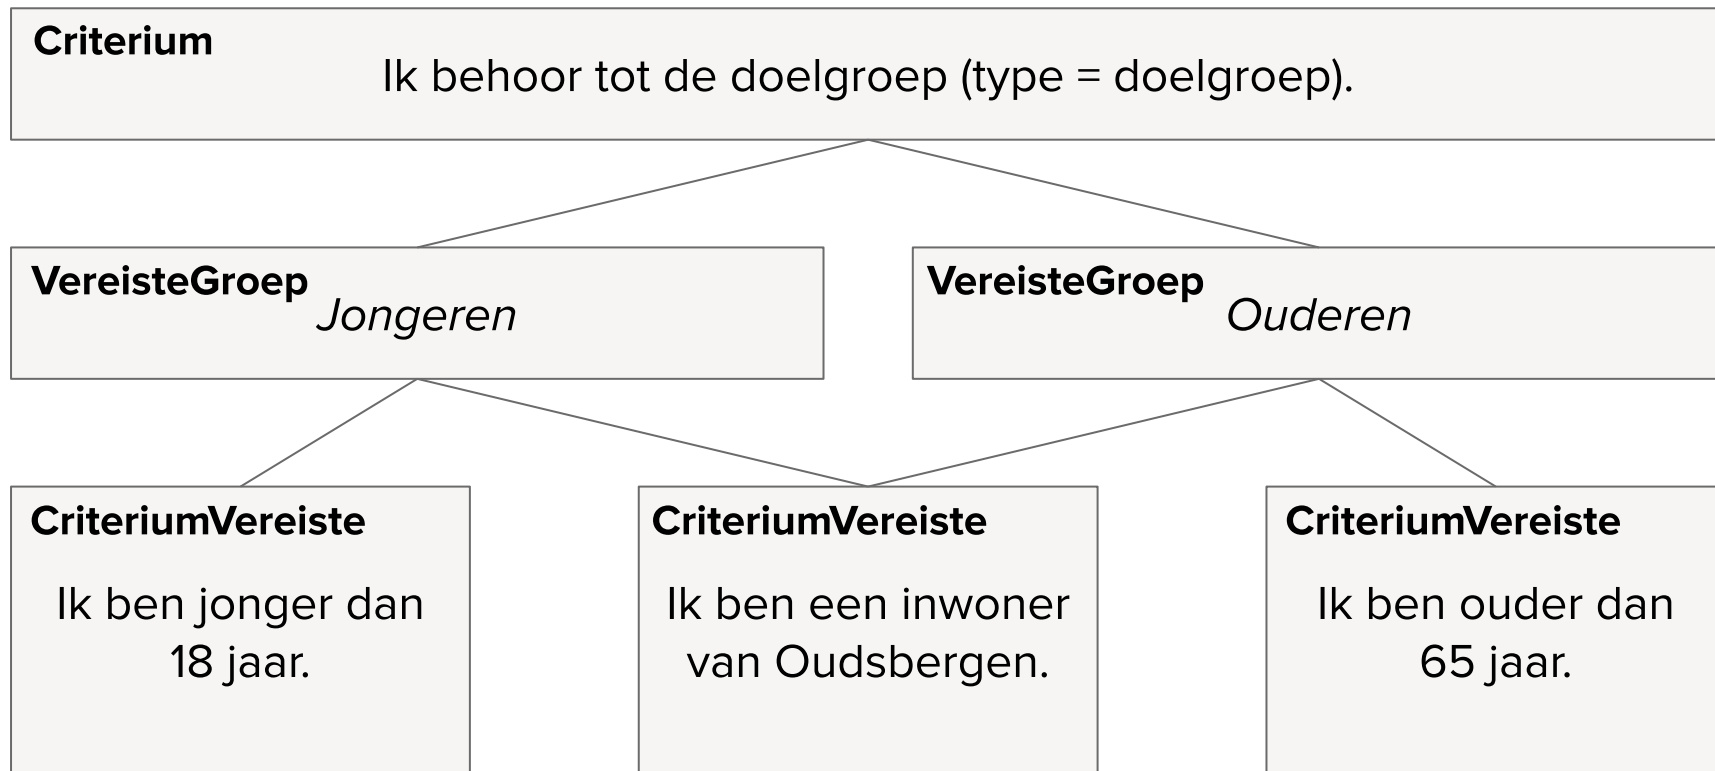 Criterium
Ik behoor tot de doelgroep (type = doelgroep).
VereisteGroep
Jongeren
VereisteGroep
Ouderen
CriteriumVereiste
Ik ben jonger dan
18 jaar.
CriteriumVereiste
Ik ben een inwoner
van Oudsbergen.
CriteriumVereiste
Ik ben ouder dan
65 jaar.